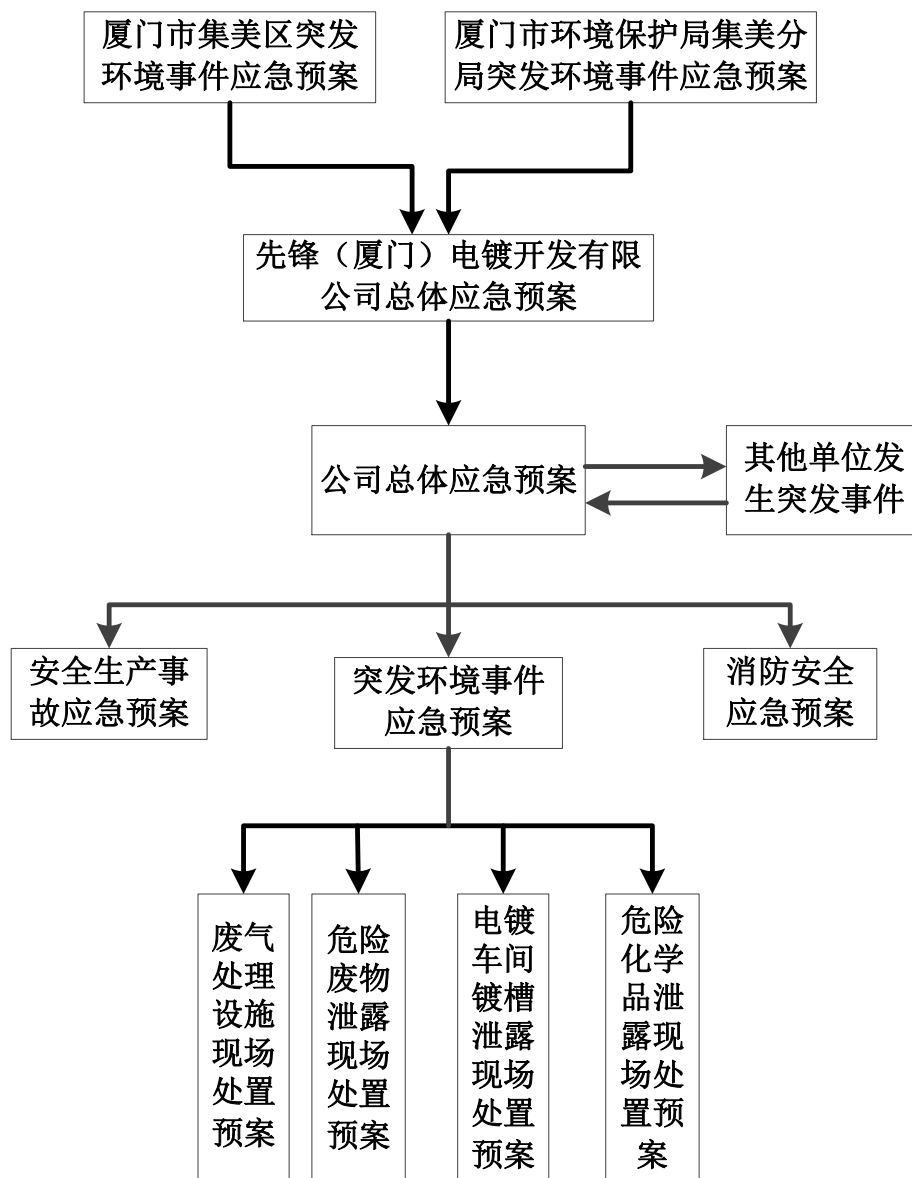 厦门市集美区突发
环境事件应急预案
厦门市环境保护局集美分
局突发环境事件应急预案
先锋（厦门）电镀开发有限
公司总体应急预案
公司总体应急预案
其他单位发
生突发事件
安全生产事
故应急预案
突发环境事件
应急预案
消防安全
应急预案
废气
处理
设施
现场
处置
预案
危险
废物
泄露
现场
处置
预案
电镀
车间
镀槽
泄露
现场
处置
预案
危险
化学
品泄
露现
场处
置预
案